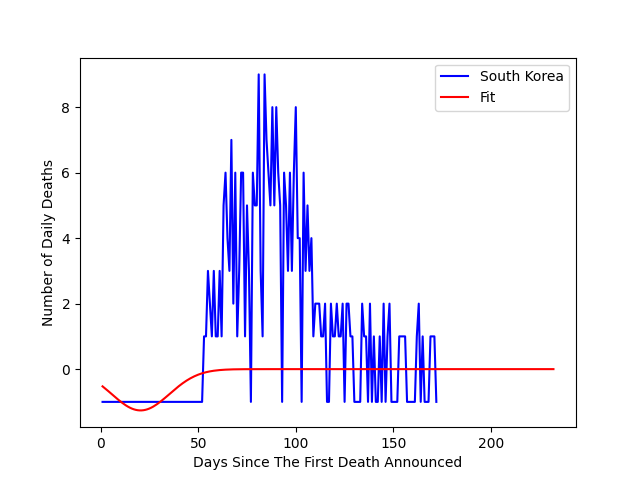 South Korea
Fit
Number of Daily Deaths
8
6
4
2
0
0
50
100
150
200
Days Since The First Death Announced